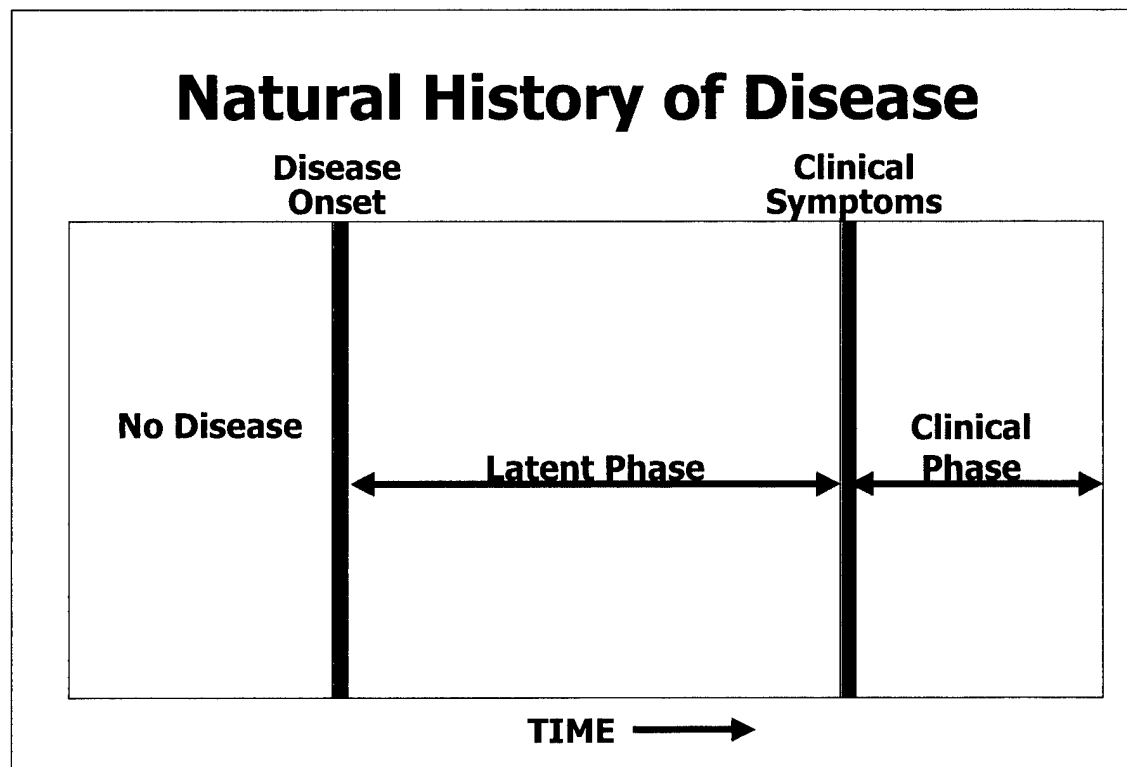 Natural History of Disease
Disease
Onset
Clinical
Symptoms
No Disease
Latent Phase
Clinical
Phase
TIME